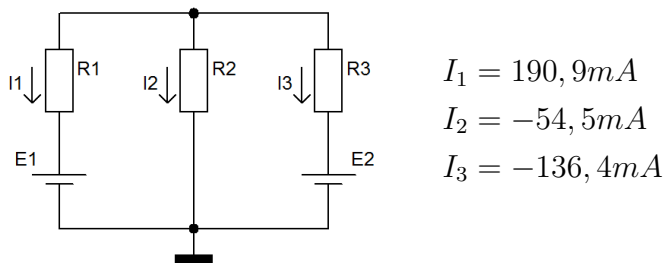 I1
R1
I2
R2
I3
R3
E1
E2
I₁ = 190,9mA
I₂ = −54,5mA
I₃ = −136,4mA